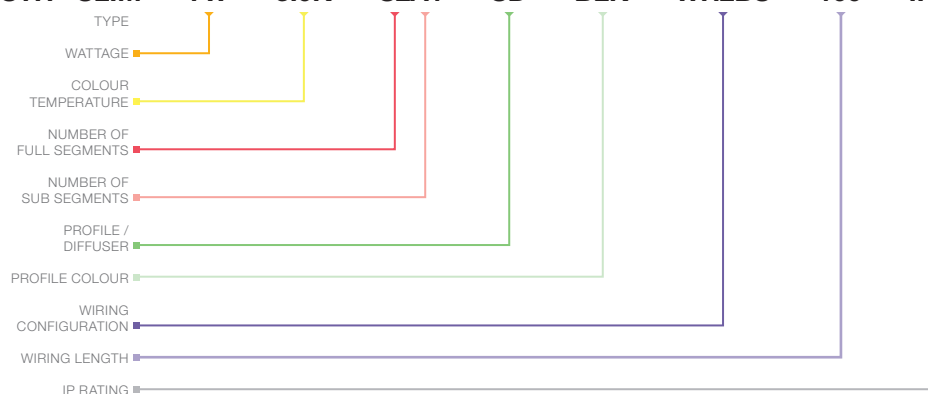 TYPE
WATTAGE
COLOUR
TEMPERATURE
NUMBER OF
FULL SEGMENTS
NUMBER OF
SUB SEGMENTS
PROFILE /
DIFFUSER
PROFILE COLOUR
WIRING
CONFIGURATION
WIRING LENGTH
IP RATING